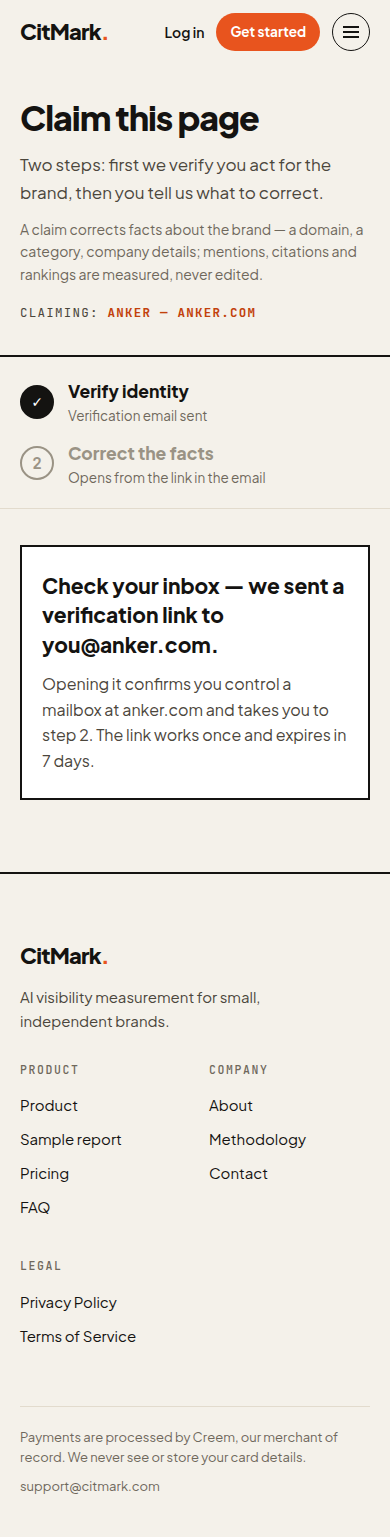 CitMark.
Log in
Get started
Claim this page
Two steps: first we verify you act for the
brand, then you tell us what to correct.
A claim corrects facts about the brand — a domain, a
category, company details; mentions, citations and
rankings are measured, never edited.
CLAIMING: ANKER — ANKER.COM
✓
Verify identity
Verification email sent
2
Correct the facts
Opens from the link in the email
Check your inbox — we sent a
verification link to
you@anker.com.
Opening it confirms you control a
mailbox at anker.com and takes you to
step 2. The link works once and expires in
7 days.
CitMark.
AI visibility measurement for small,
independent brands.
PRODUCT
Product
Sample report
Pricing
FAQ
COMPANY
About
Methodology
Contact
LEGAL
Privacy Policy
Terms of Service
Payments are processed by Creem, our merchant of
record. We never see or store your card details.
support@citmark.com